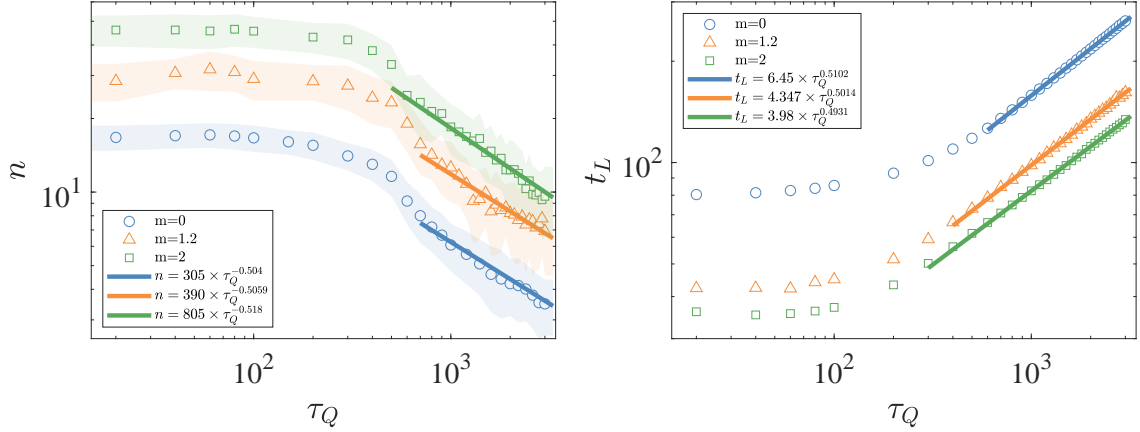 n
10^1
m=0
m=1.2
m=2
n = 305 × τ_Q^{-0.504}
n = 390 × τ_Q^{-0.5059}
n = 805 × τ_Q^{-0.518}
10^2
10^3
τ_Q
t_L
10^2
m=0
m=1.2
m=2
t_L = 6.45 × τ_Q^{0.5102}
t_L = 4.347 × τ_Q^{0.5014}
t_L = 3.98 × τ_Q^{0.4931}
10^2
10^3
τ_Q